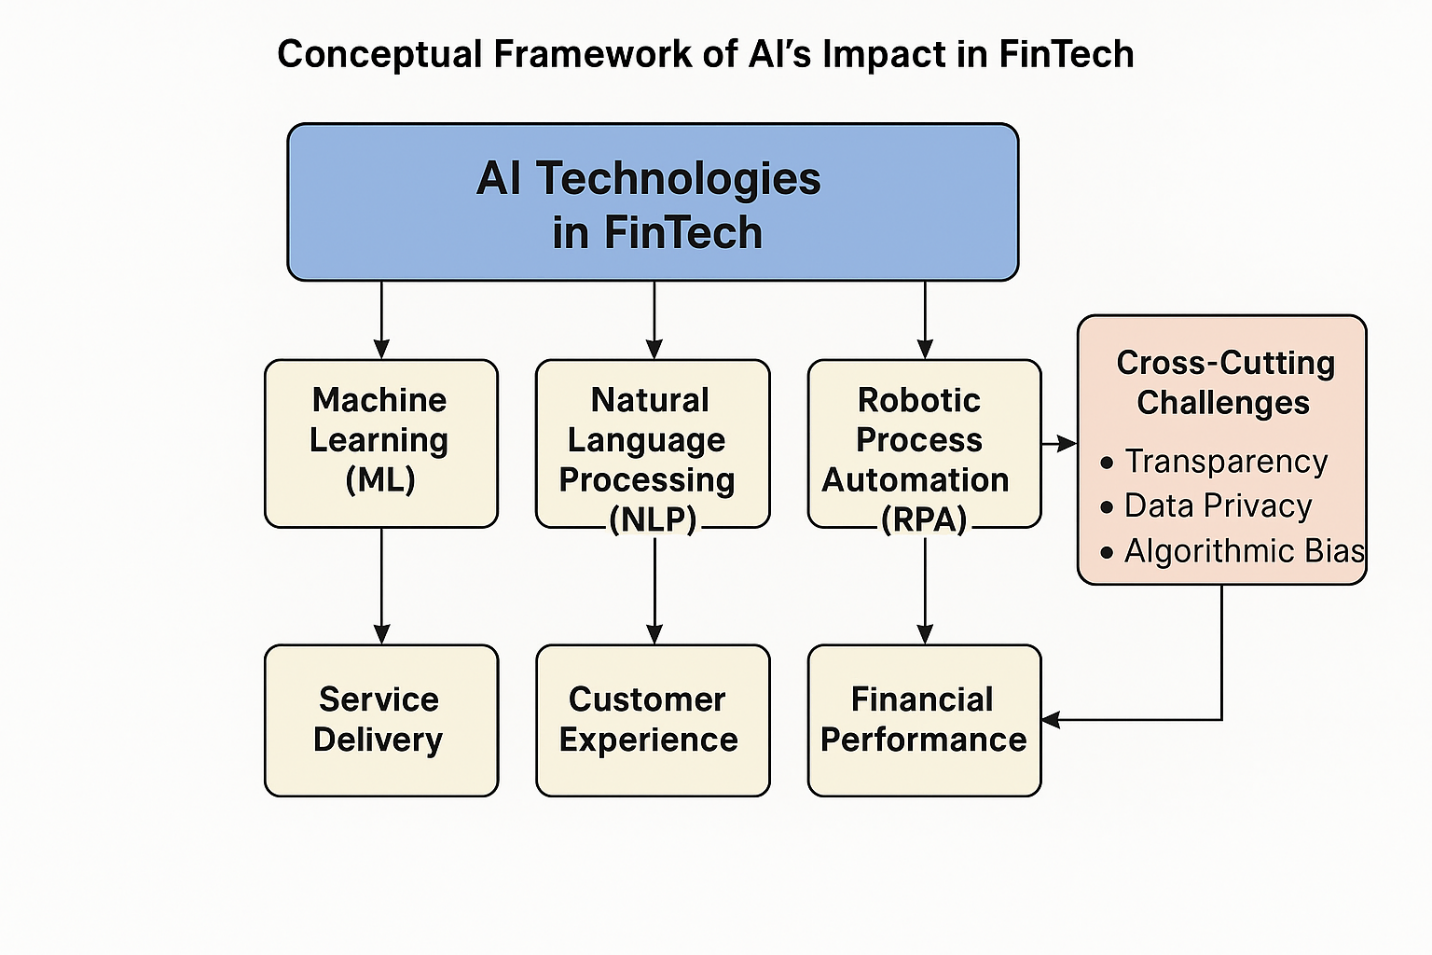 Conceptual Framework of AI’s Impact in FinTech
AI Technologies
in FinTech
Machine
Learning
(ML)
Natural
Language
Processing
(NLP)
Robotic
Process
Automation
(RPA)
Cross-Cutting
Challenges
• Transparency
• Data Privacy
• Algorithmic Bias
Service
Delivery
Customer
Experience
Financial
Performance